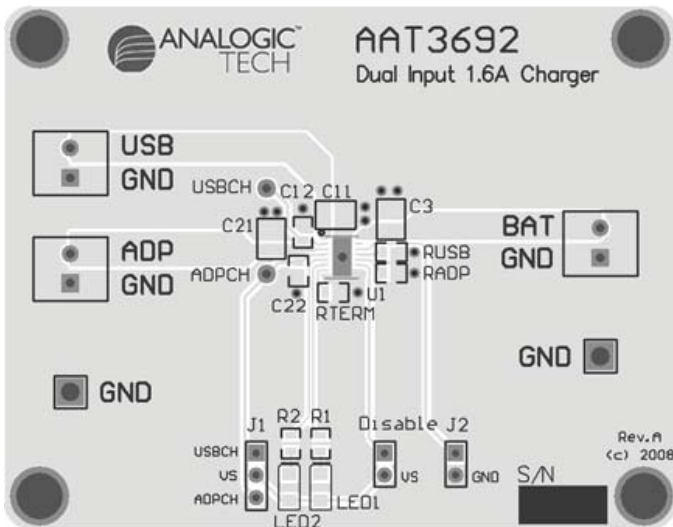 ANALOGIC™
TECH
AAT3692
Dual Input 1.6A Charger
USB
GND
USBCH
C12
C11
C3
C21
BAT
GND
ADP
GND
ADPCH
RUSB
RADP
C22
U1
RTERM
GND
GND
J1
R2
R1
Disable
J2
USBCH
VS
ADPCH
VS
GND
LED2
LED1
Rev.A
(c) 2008
S/N